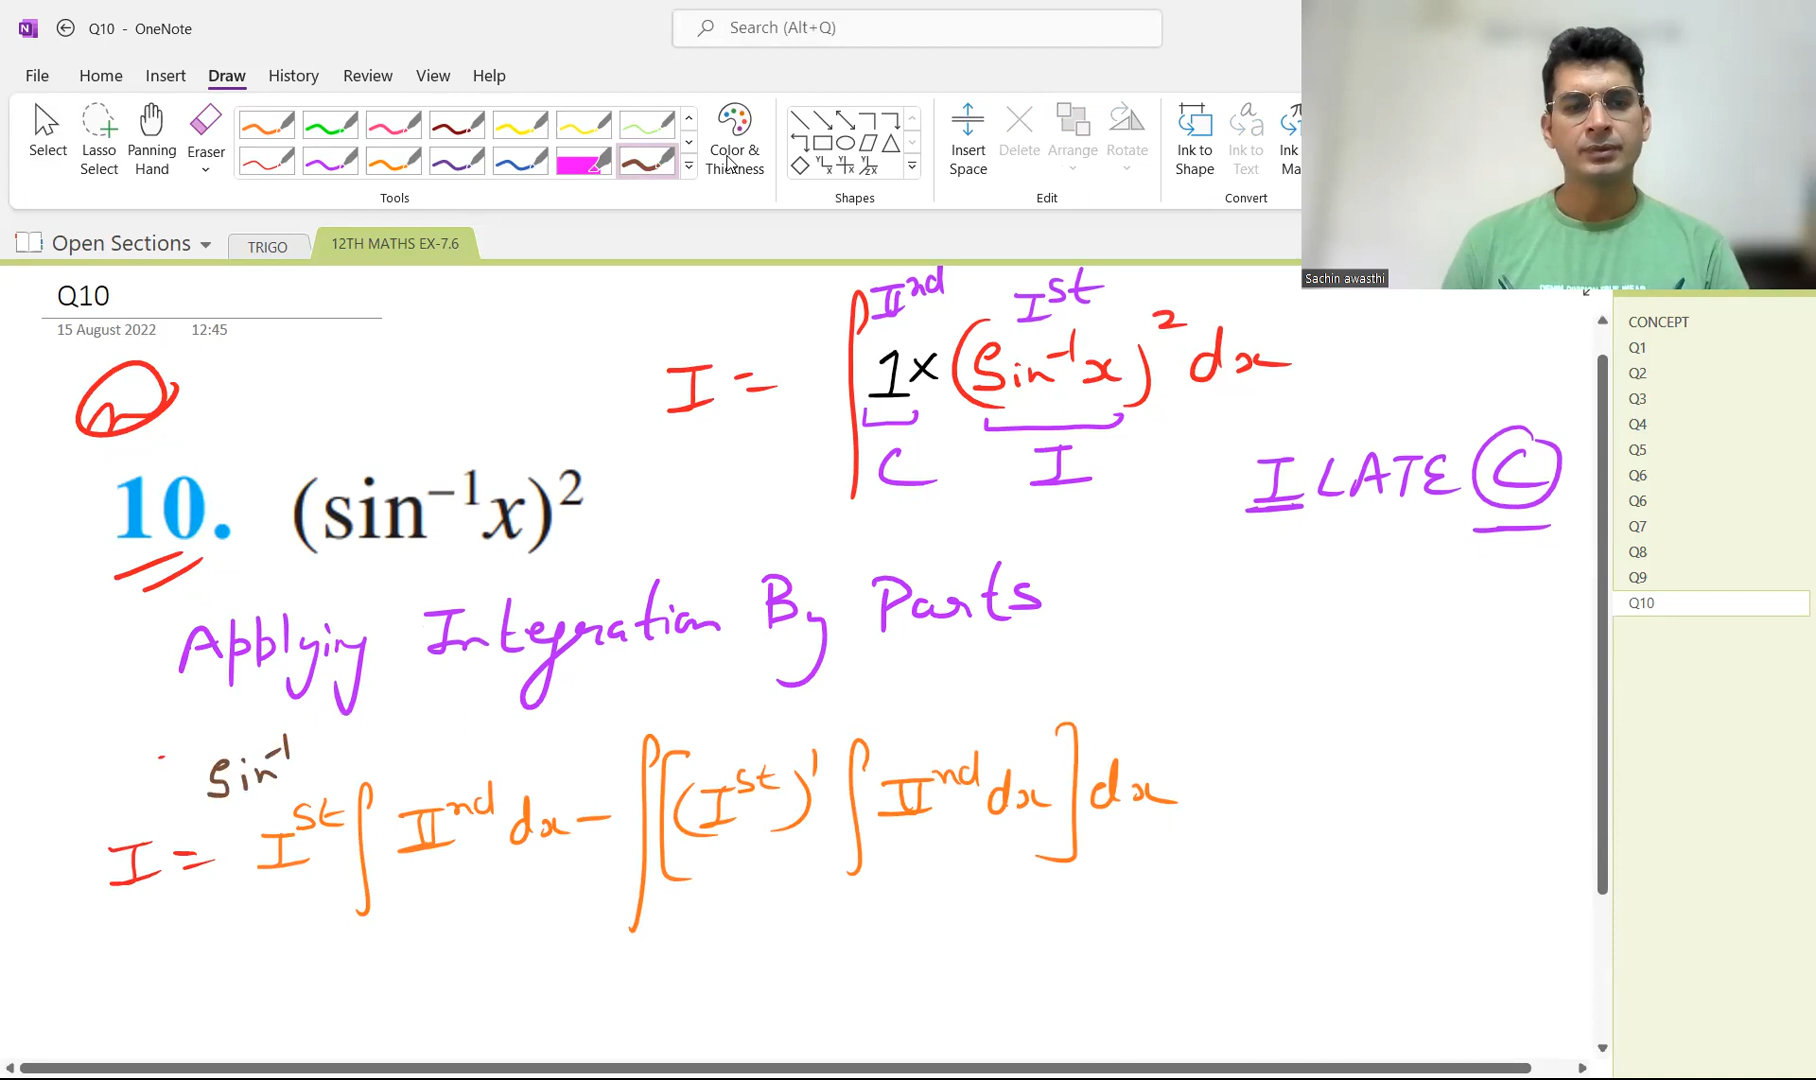 Q10 - OneNote
Search (Alt+Q)
File Home Insert Draw History Review View Help
Select
Lasso Select
Panning Hand
Eraser
Color & Thickness
Insert Space
Delete
Arrange
Rotate
Ink to Shape
Ink to Text
Ink Ma
Tools
Shapes
Edit
Convert
Open Sections
TRIGO
12TH MATHS EX-7.6
Sachin awasthi
Q10
15 August 2022 12:45
IInd Ist
I = ∫ 1 × (Sin⁻¹x)² dx
C I
ILATE C
10. (sin⁻¹x)²
Applying Integration By Parts
Sin⁻¹
I = Ist ∫ IInd dx - ∫[(Ist)' ∫ IInd dx] dx
CONCEPT
Q1
Q2
Q3
Q4
Q5
Q6
Q6
Q7
Q8
Q9
Q10